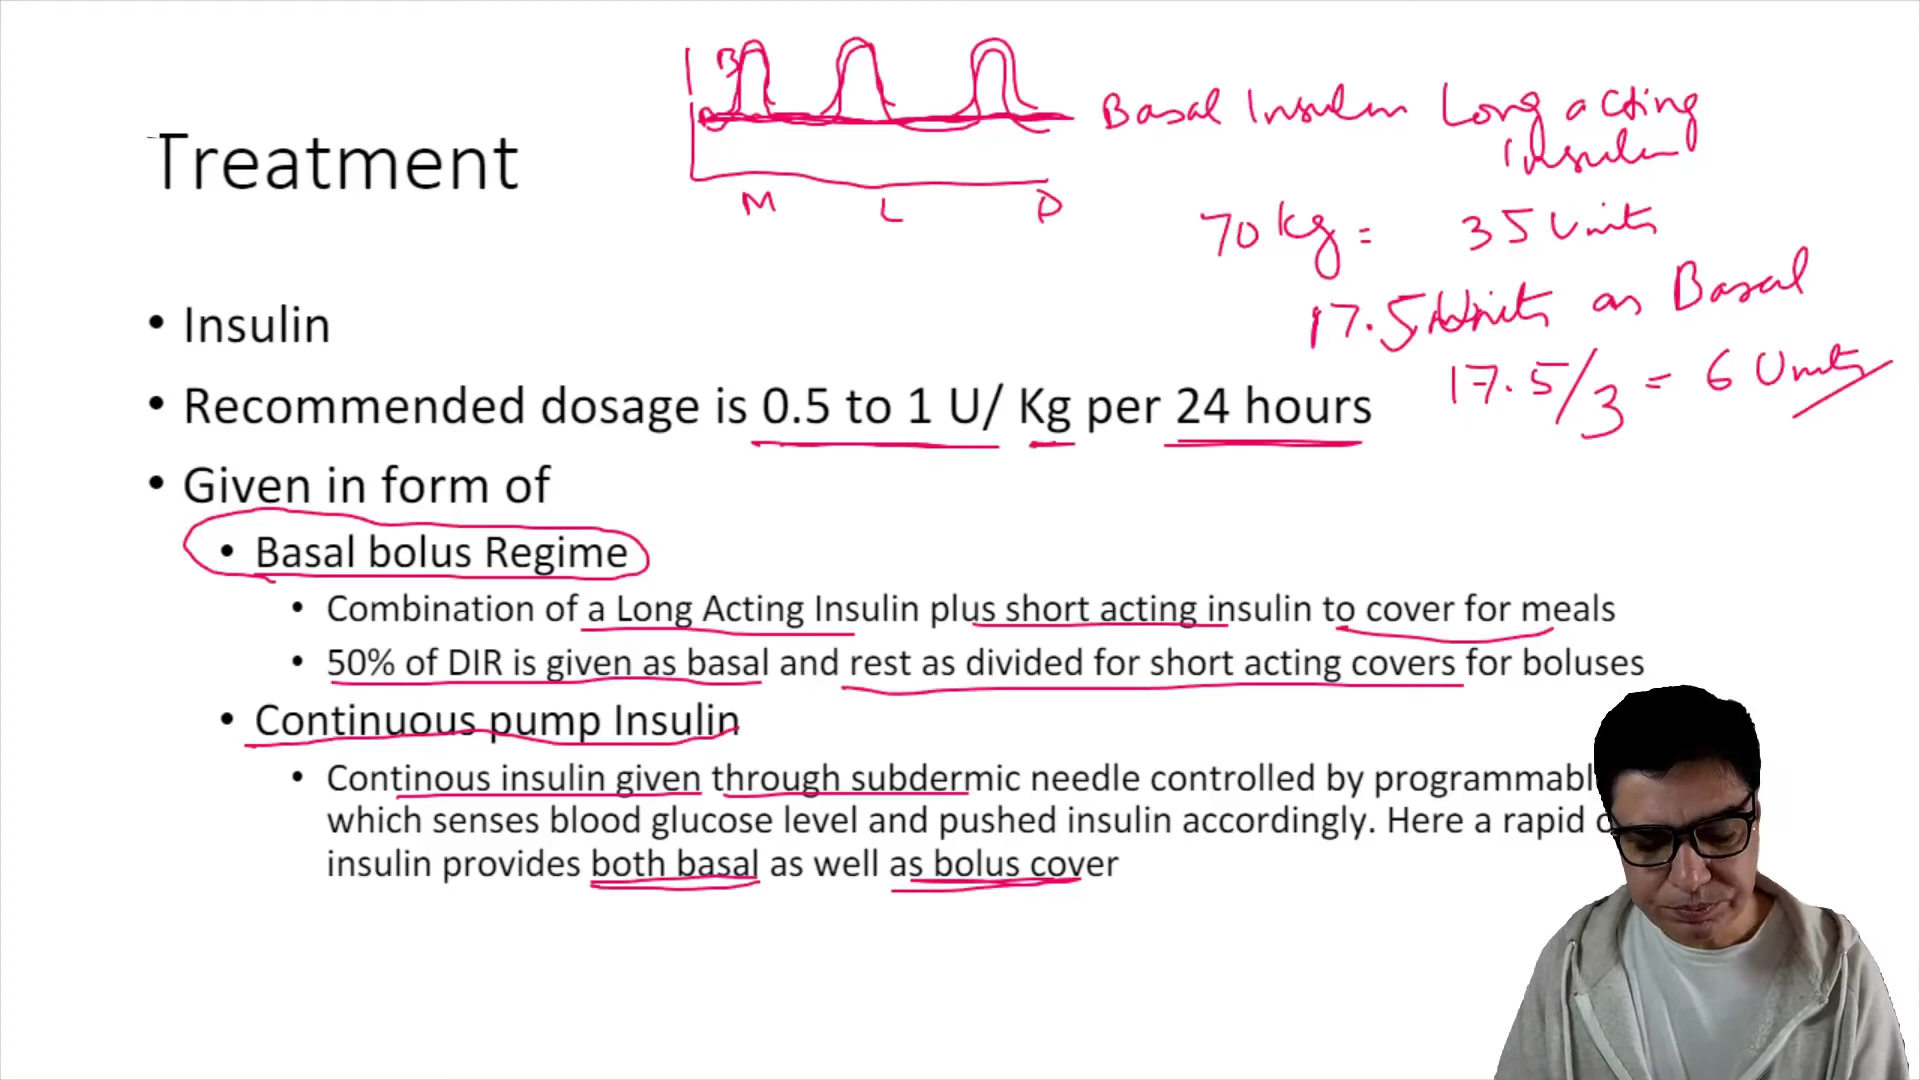 B
Basal Insulin Long acting
Insulin
M L D
70 kg = 35 Units
17.5 Units as Basal
17.5/3 = 6 Units
Treatment
• Insulin
• Recommended dosage is 0.5 to 1 U/ Kg per 24 hours
• Given in form of
• Basal bolus Regime
• Combination of a Long Acting Insulin plus short acting insulin to cover for meals
• 50% of DIR is given as basal and rest as divided for short acting covers for boluses
• Continuous pump Insulin
• Continous insulin given through subdermic needle controlled by
which senses blood glucose level and pushed insulin accordingly. Here a rapid
insulin provides both basal as well as bolus cover